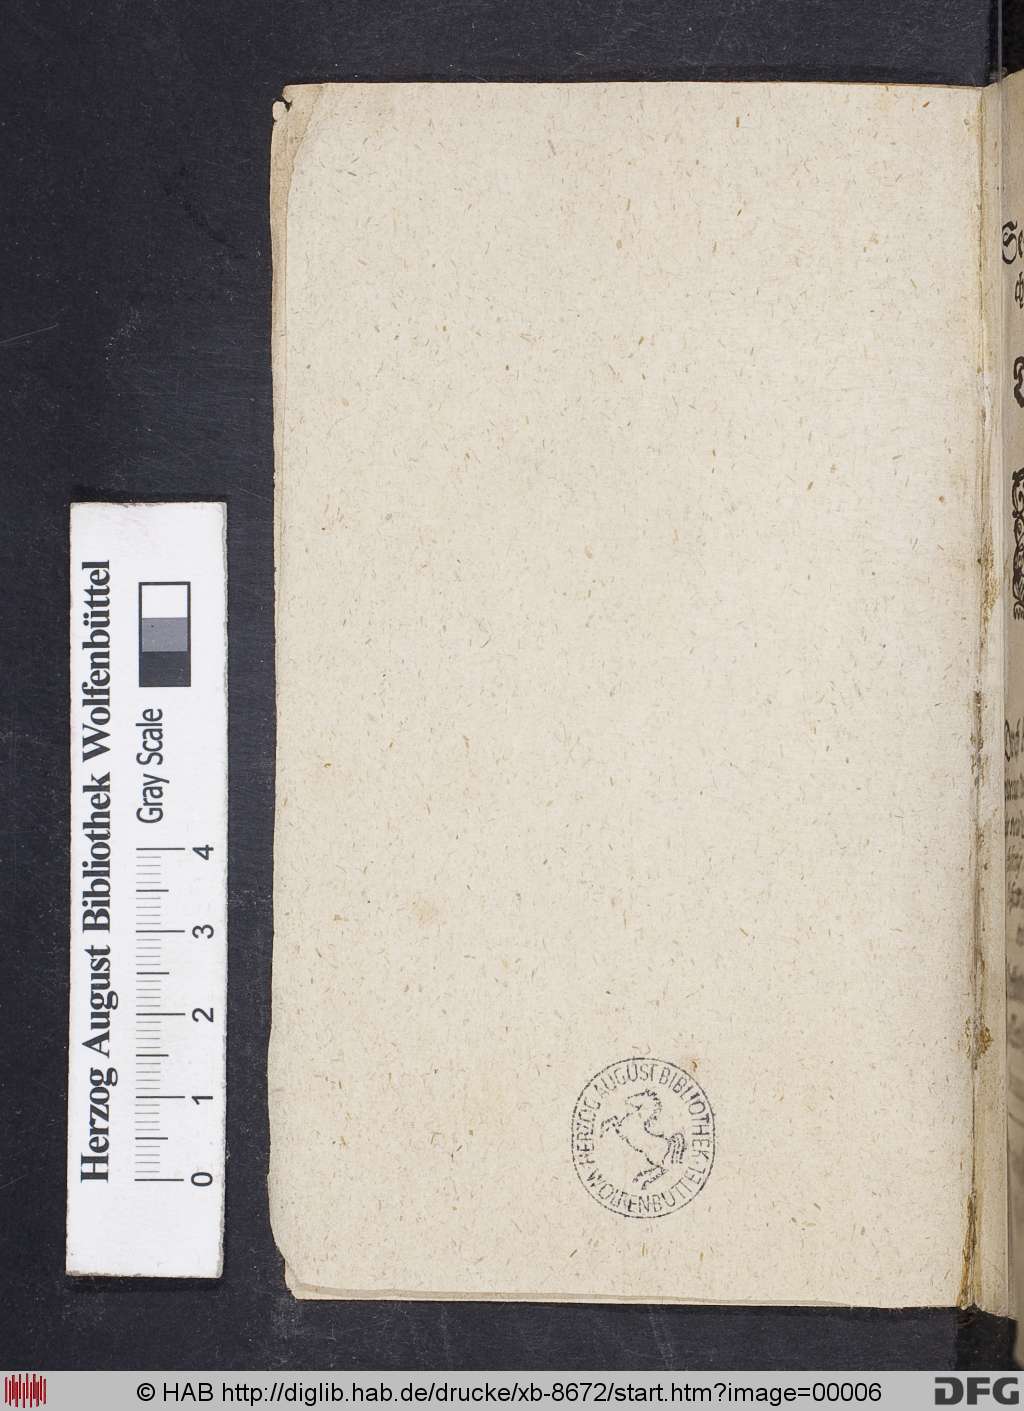 Herzog August Bibliothek Wolfenbüttel
Gray Scale
0 1 2 3 4
HERZOG AUGUST BIBLIOTHEK · WOLFENBÜTTEL ·
© HAB http://diglib.hab.de/drucke/xb-8672/start.htm?image=00006
DFG